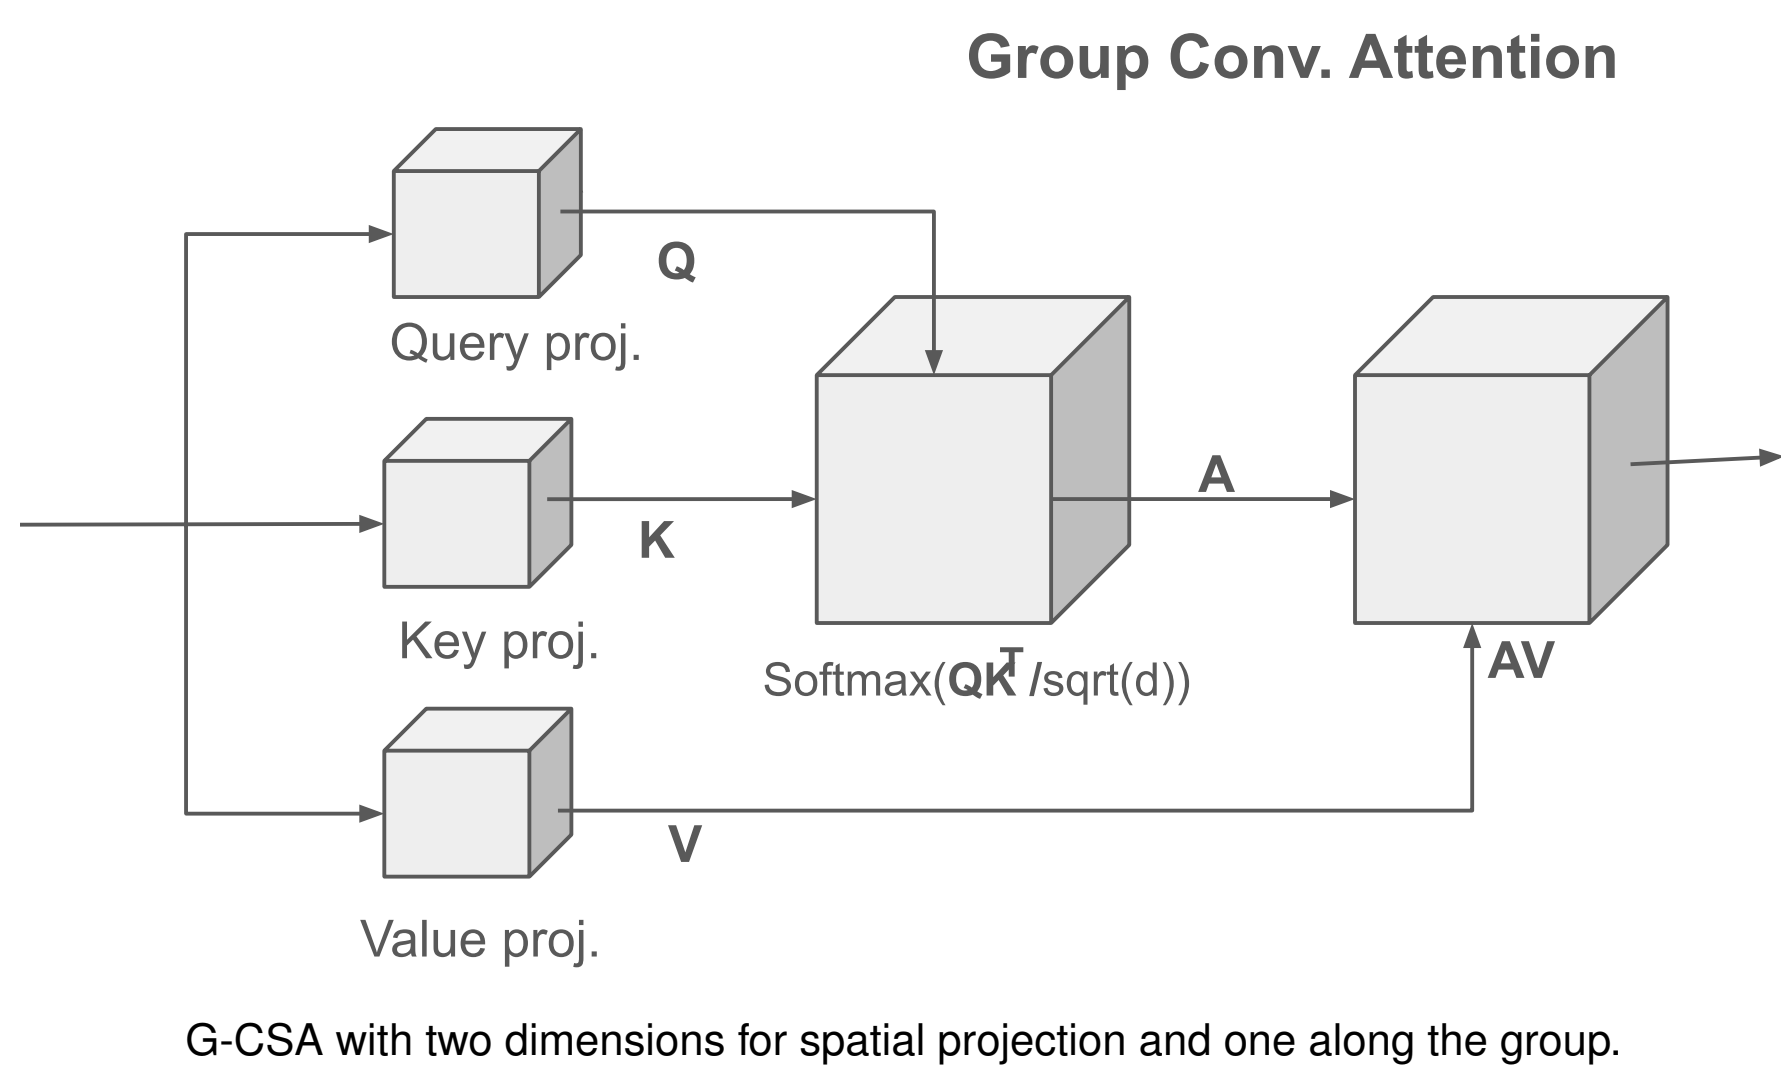 Group Conv. Attention
Q
Query proj.
K
A
Key proj.
Softmax(QK^T/sqrt(d))
AV
V
Value proj.
G-CSA with two dimensions for spatial projection and one along the group.